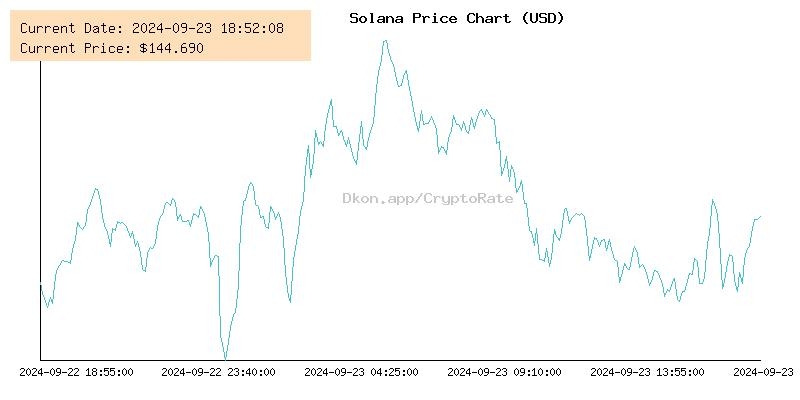 Solana Price Chart (USD)
Current Date: 2024-09-23 18:52:08
Current Price: $144.690
Dkon.app/CryptoRate
2024-09-22 18:55:00 2024-09-22 23:40:00 2024-09-23 04:25:00 2024-09-23 09:10:00 2024-09-23 13:55:00 2024-09-23